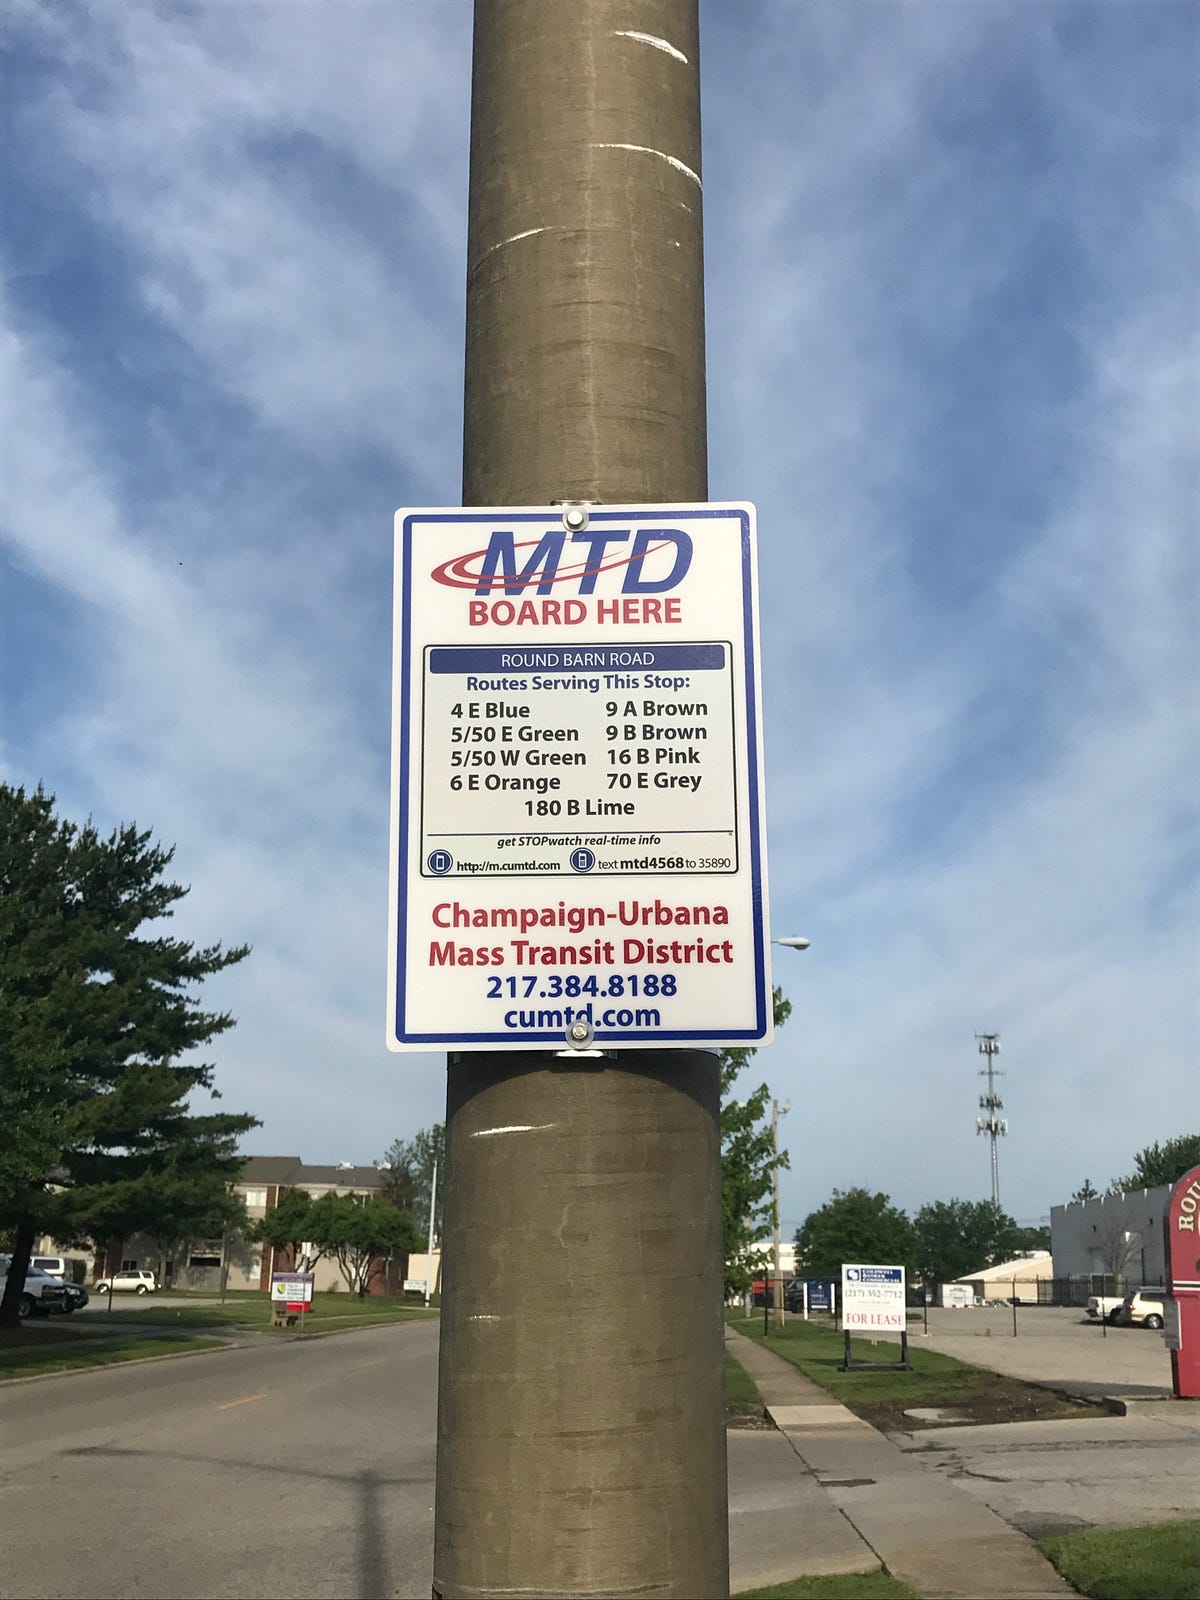 MTD
BOARD HERE
ROUND BARN ROAD
Routes Serving This Stop:
4 E Blue 9 A Brown
5/50 E Green 9 B Brown
5/50 W Green 16 B Pink
6 E Orange 70 E Grey
180 B Lime
get STOPwatch real-time info
http://m.cumtd.com text mtd4568 to 35890
Champaign-Urbana
Mass Transit District
217.384.8188
cumtd.com
COLDWELL
BANKER
COMMERCIAL
(217) 352-7712
FOR LEASE